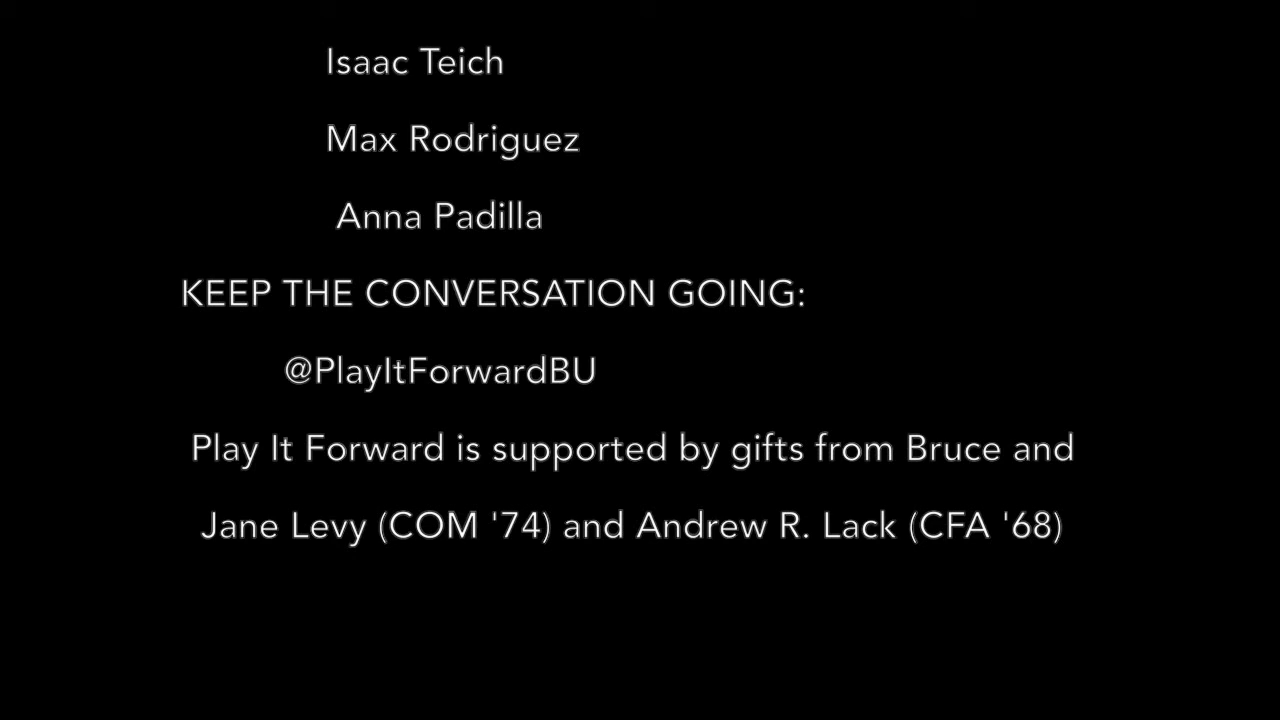 Isaac Teich
Max Rodriguez
Anna Padilla
KEEP THE CONVERSATION GOING:
@PlayItForwardBU
Play It Forward is supported by gifts from Bruce and
Jane Levy (COM '74) and Andrew R. Lack (CFA '68)